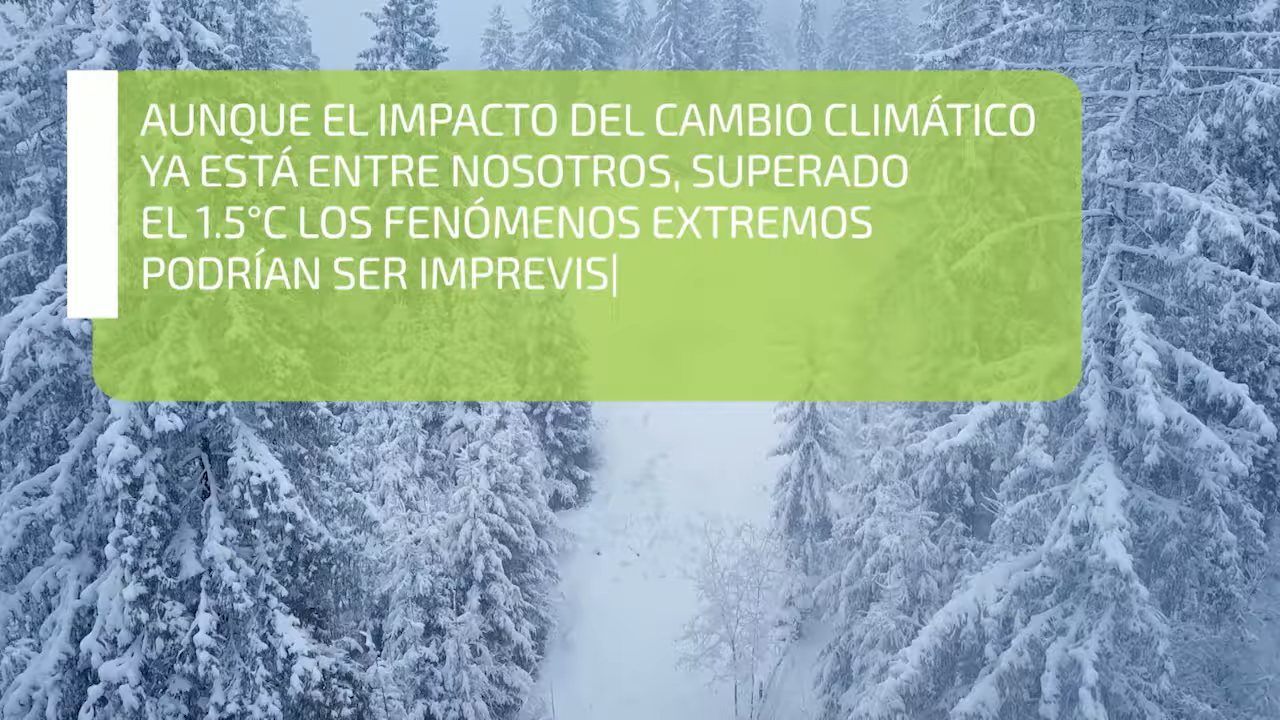 AUNQUE EL IMPACTO DEL CAMBIO CLIMÁTICO
YA ESTÁ ENTRE NOSOTROS, SUPERADO
EL 1.5°C LOS FENÓMENOS EXTREMOS
PODRÍAN SER IMPREVIS